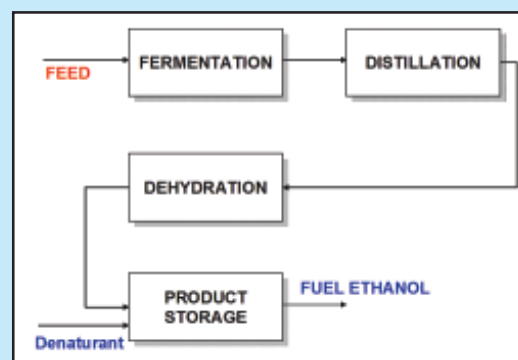 FEED
FERMENTATION
DISTILLATION
DEHYDRATION
PRODUCT
STORAGE
FUEL ETHANOL
Denaturant